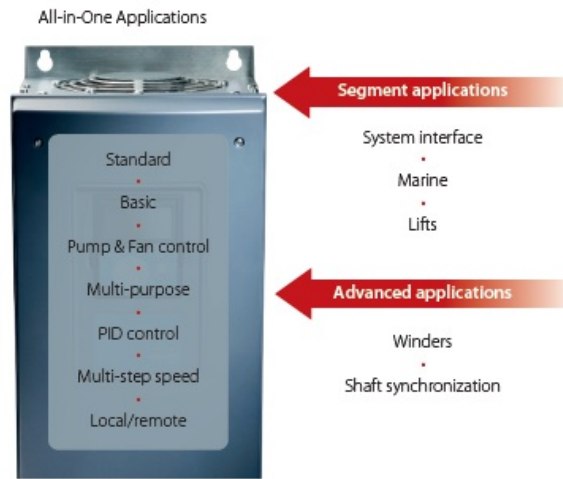 All-in-One Applications
Standard
Basic
Pump & Fan control
Multi-purpose
PID control
Multi-step speed
Local/remote
Segment applications
System interface
Marine
Lifts
Advanced applications
Winders
Shaft synchronization